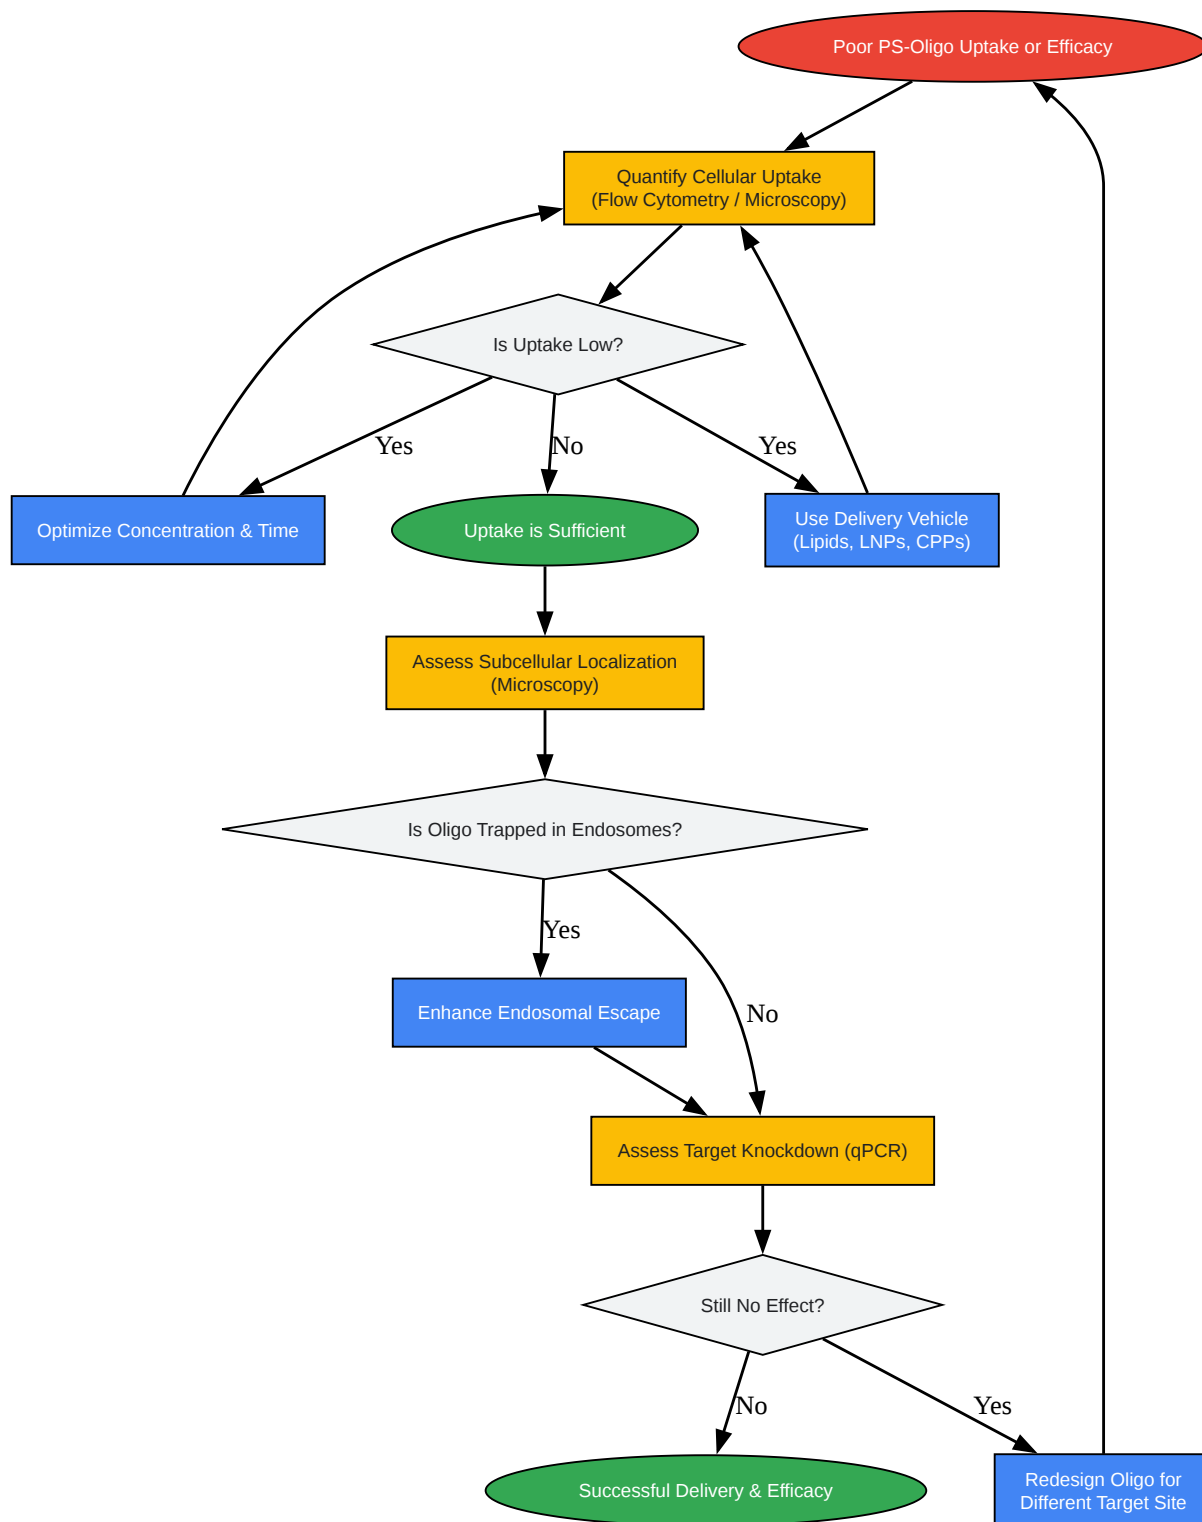 Poor PS-Oligo Uptake or Efficacy
Quantify Cellular Uptake
(Flow Cytometry / Microscopy)
Is Uptake Low?
Yes
No
Yes
Optimize Concentration & Time
Uptake is Sufficient
Use Delivery Vehicle
(Lipids, LNPs, CPPs)
Assess Subcellular Localization
(Microscopy)
Is Oligo Trapped in Endosomes?
Yes
Enhance Endosomal Escape
No
Assess Target Knockdown (qPCR)
Still No Effect?
No
Yes
Successful Delivery & Efficacy
Redesign Oligo for
Different Target Site